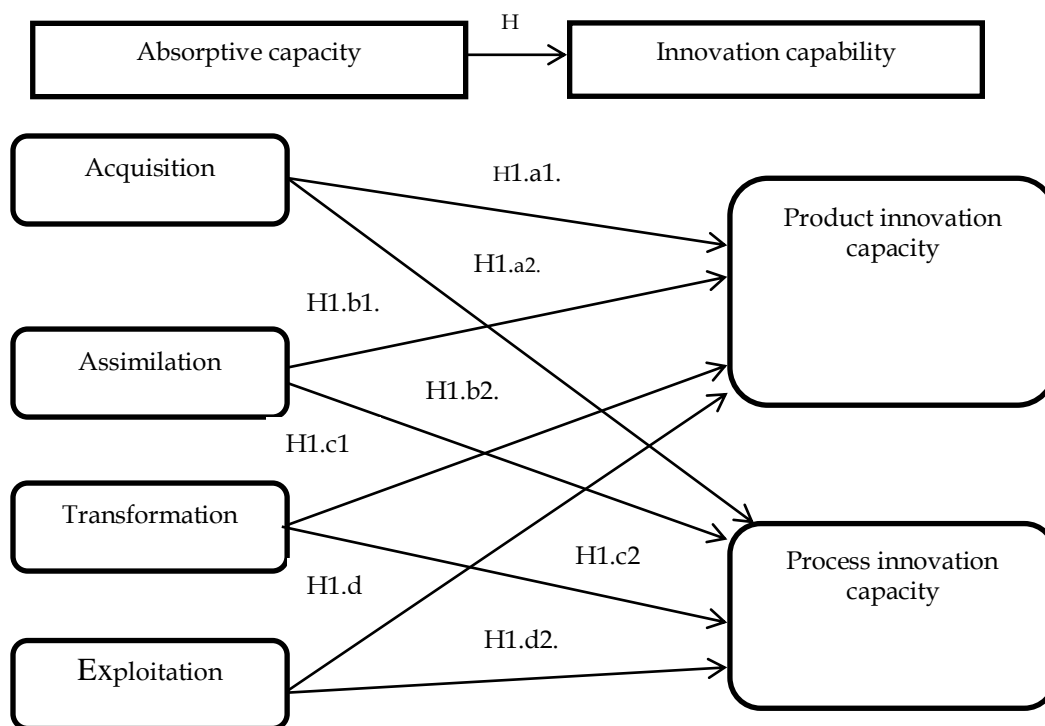 H
Absorptive capacity
Innovation capability
Acquisition
H1.a1.
Product innovation
capacity
H1.a2.
H1.b1.
Assimilation
H1.b2.
H1.c1
Transformation
H1.c2
Process innovation
capacity
H1.d
H1.d2.
Exploitation